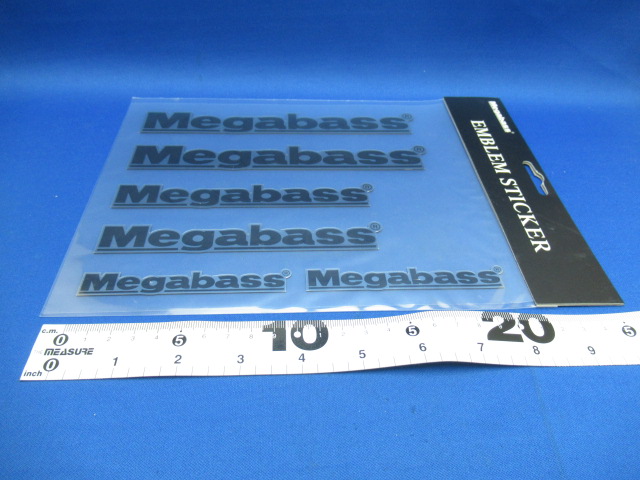 Megabass®
Megabass®
Megabass®
Megabass®
Megabass® Megabass®
Megabass®
EMBLEM STICKER
c.m. 0 5 10 5 20 5
MEASURE
inch 0 1 2 3 4 5 6 7 8 9